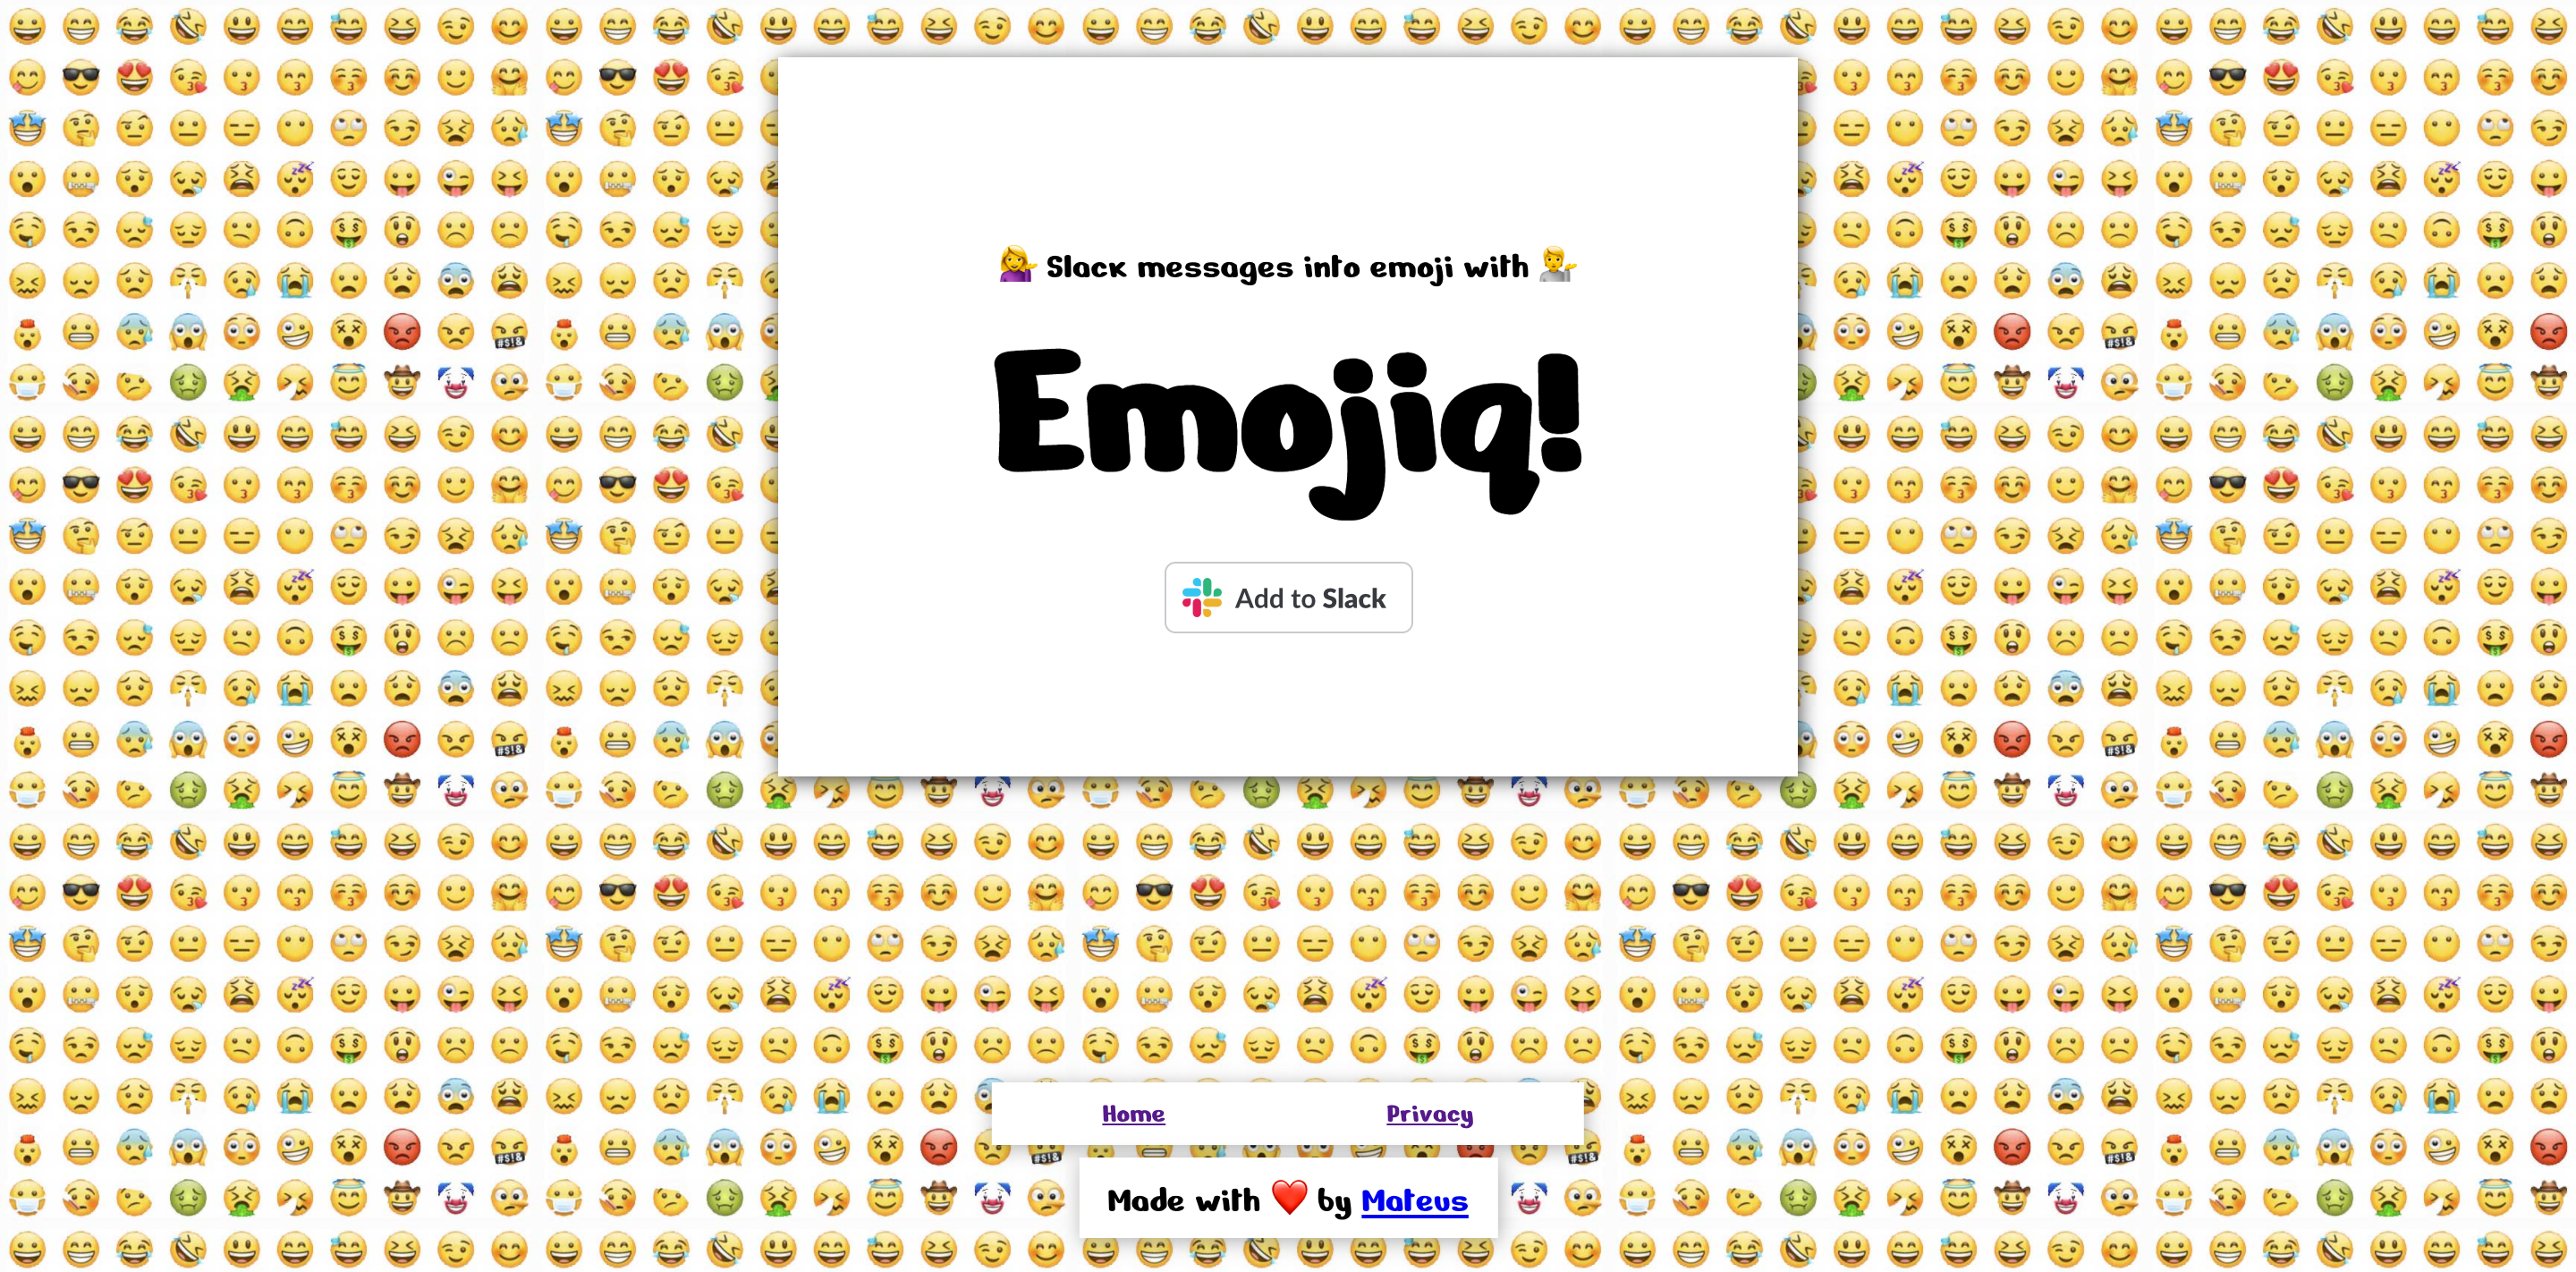 💁‍♀️ Slack messages into emoji with 💁
Emojiq!
Add to Slack
Home
Privacy
Made with ❤️ by Mateus